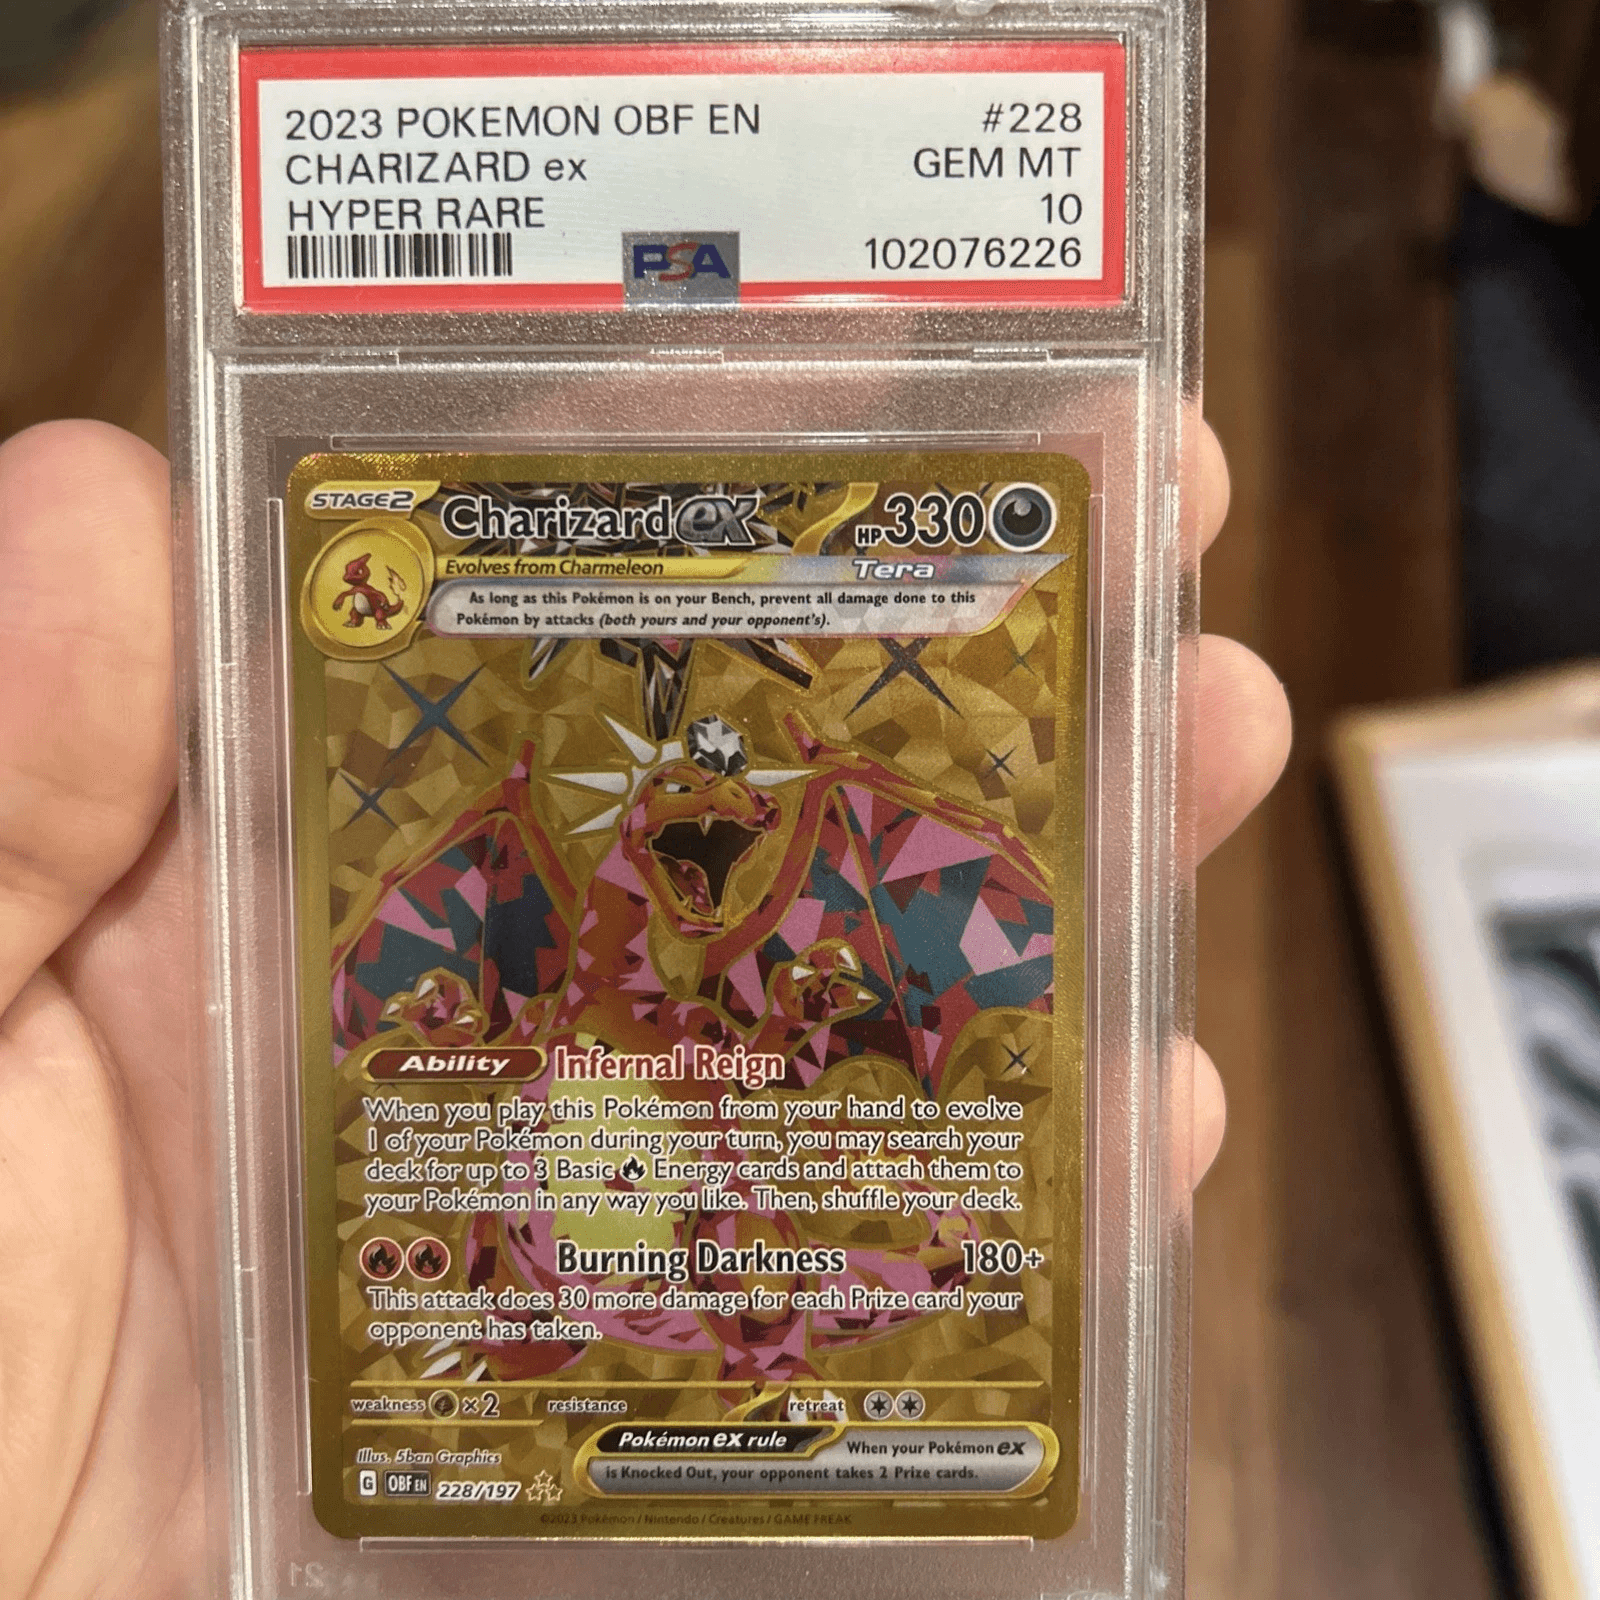 2023 POKEMON OBF EN #228
CHARIZARD ex GEM MT
HYPER RARE 10
PSA 102076226
STAGE2 Charizard ex HP330
Evolves from Charmeleon Tera
As long as this Pokémon is on your Bench, prevent all damage done to this
Pokémon by attacks (both yours and your opponent's).
Ability Infernal Reign
When you play this Pokémon from your hand to evolve
1 of your Pokémon during your turn, you may search your
deck for up to 3 Basic Energy cards and attach them to
your Pokémon in any way you like. Then, shuffle your deck.
Burning Darkness 180+
This attack does 30 more damage for each Prize card your
opponent has taken.
weakness ×2 resistance retreat
Illus. 5ban Graphics
Pokémon ex rule When your Pokémon ex
is Knocked Out, your opponent takes 2 Prize cards.
G OBF EN 228/197
©2023 Pokémon / Nintendo / Creatures / GAME FREAK